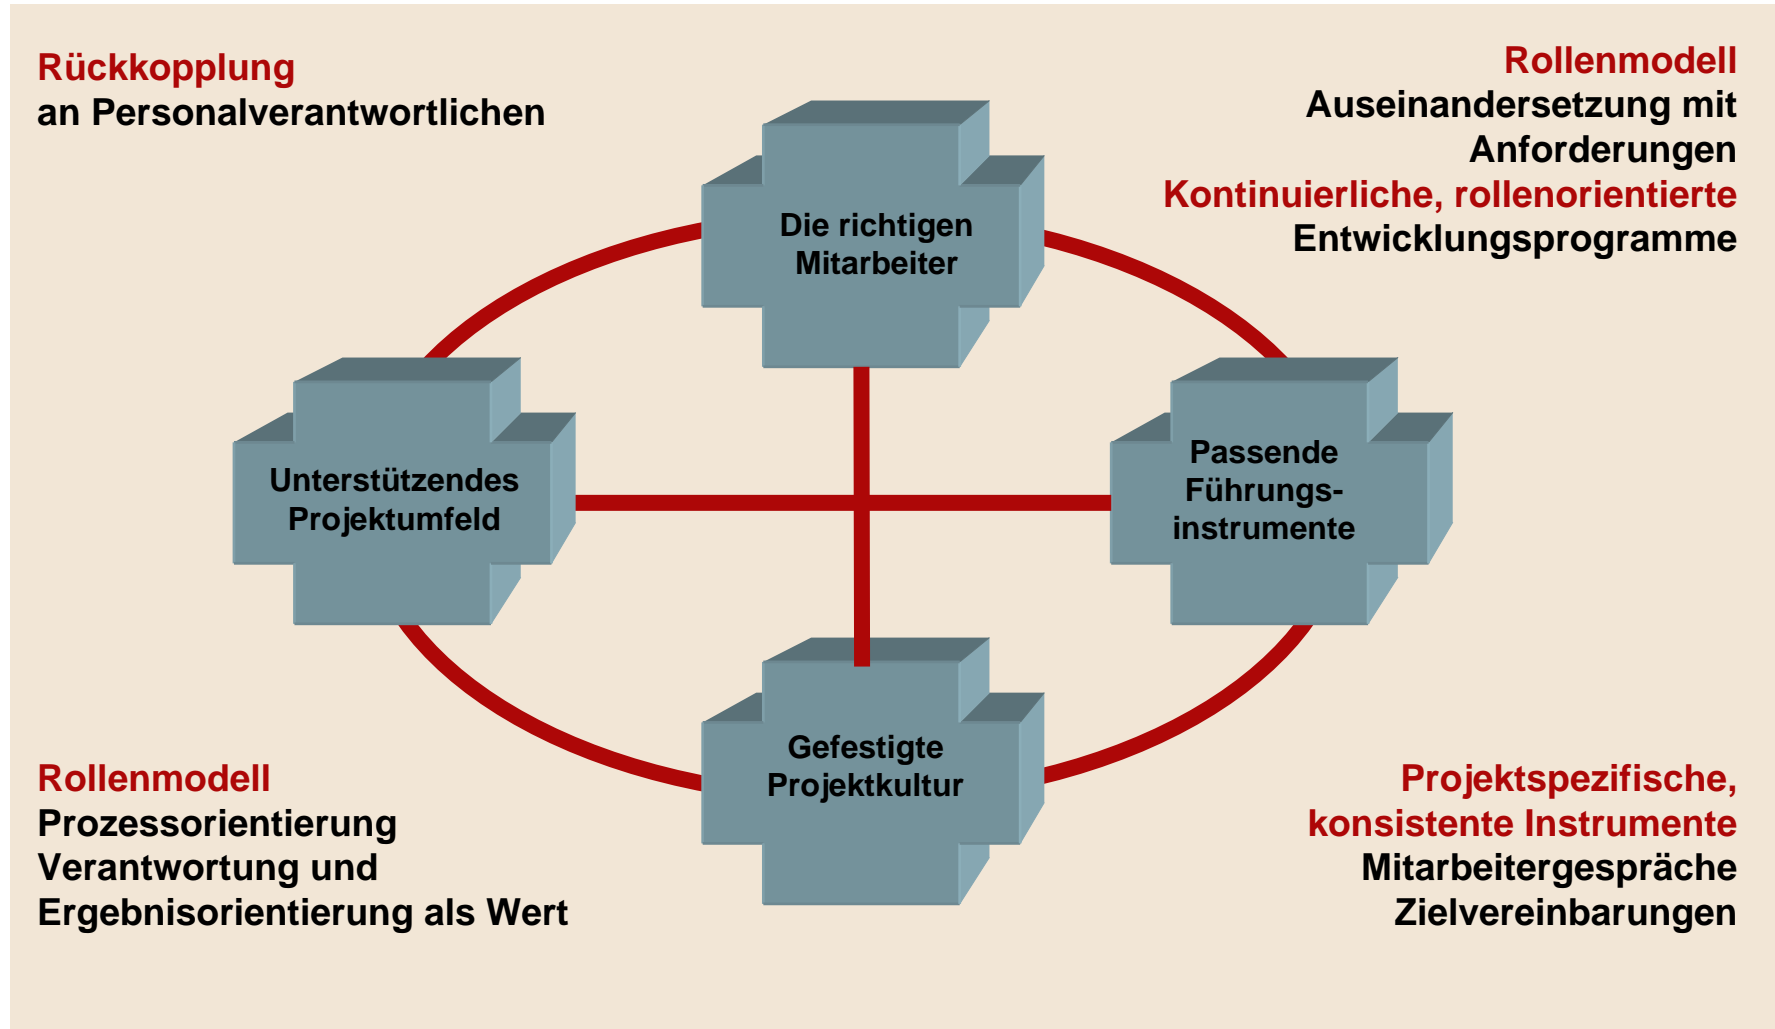 Rückkopplung
an Personalverantwortlichen
Rollenmodell
Auseinandersetzung mit
Anforderungen
Kontinuierliche, rollenorientierte
Entwicklungsprogramme
Die richtigen
Mitarbeiter
Unterstützendes
Projektumfeld
Passende
Führungs-
instrumente
Gefestigte
Projektkultur
Rollenmodell
Prozessorientierung
Verantwortung und
Ergebnisorientierung als Wert
Projektspezifische,
konsistente Instrumente
Mitarbeitergespräche
Zielvereinbarungen